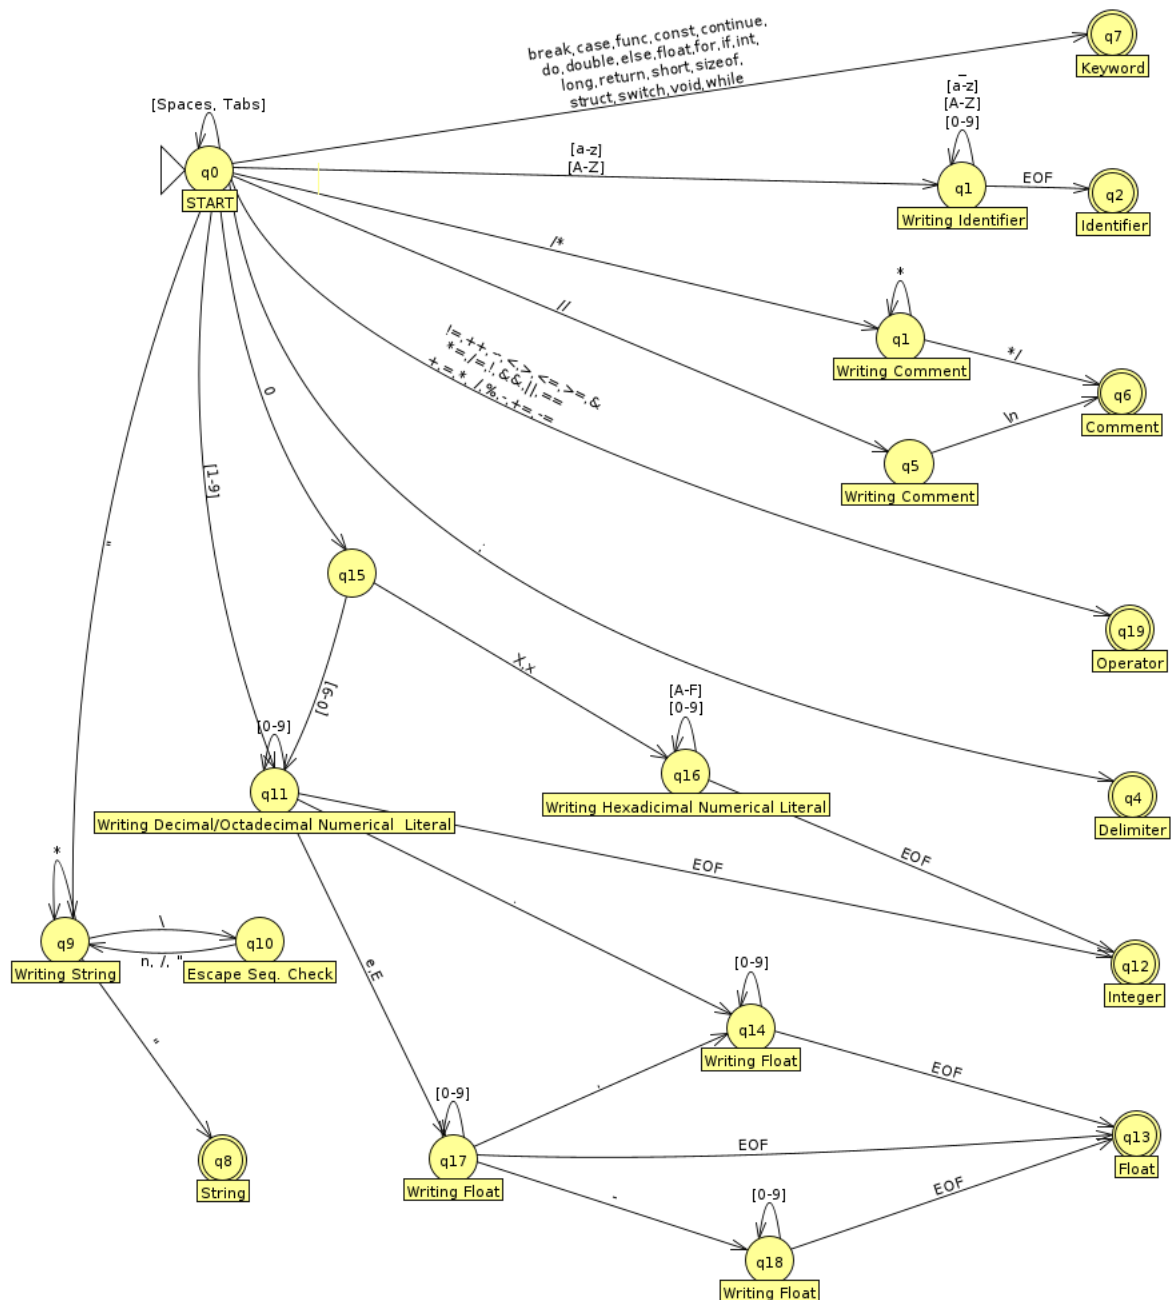 break,case,func,const,continue,
do,double,else,float,for,if,int,
long,return,short,sizeof,
struct,switch,void,while
q7
Keyword
[Spaces, Tabs]
q0
START
_
[a-z]
[A-Z]
[0-9]
[a-z]
[A-Z]
q1
Writing Identifier
EOF
q2
Identifier
/*
*
q1
Writing Comment
*/
//
q6
Comment
\n
q5
Writing Comment
!=,++,-,<,>,<=,>=,&
*=,/=,!,&&,||,==
+,=,*,/,%,-,+=,-=
0
[1-9]
"
;
q15
q19
Operator
X,x
[0-9]
[A-F]
[0-9]
[0-9]
q16
Writing Hexadicimal Numerical Literal
q11
Writing Decimal/Octadecimal Numerical  Literal
q4
Delimiter
EOF
EOF
*
.
\
q9
Writing String
n, /, "
q10
Escape Seq. Check
q12
Integer
e,E
[0-9]
q14
Writing Float
"
EOF
[0-9]
.
q17
Writing Float
EOF
q13
Float
q8
String
-
[0-9]
EOF
q18
Writing Float